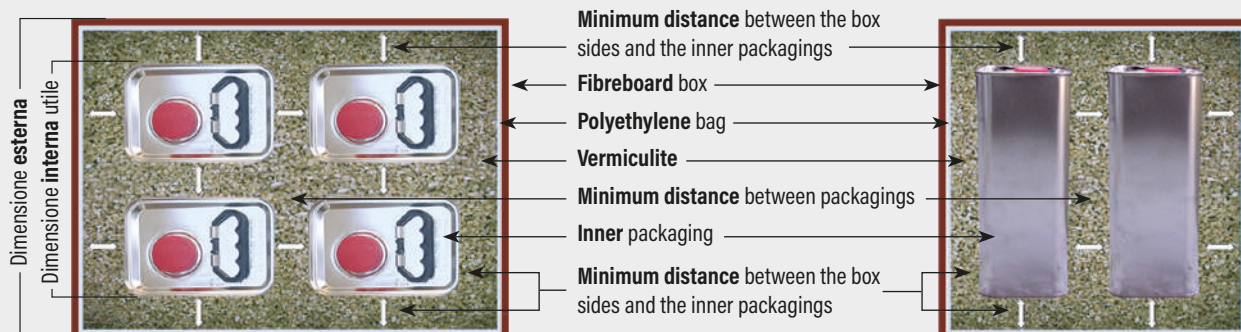 Dimensione esterna
Dimensione interna utile
Minimum distance between the box
sides and the inner packagings
Fibreboard box
Polyethylene bag
Vermiculite
Minimum distance between packagings
Inner packaging
Minimum distance between the box
sides and the inner packagings